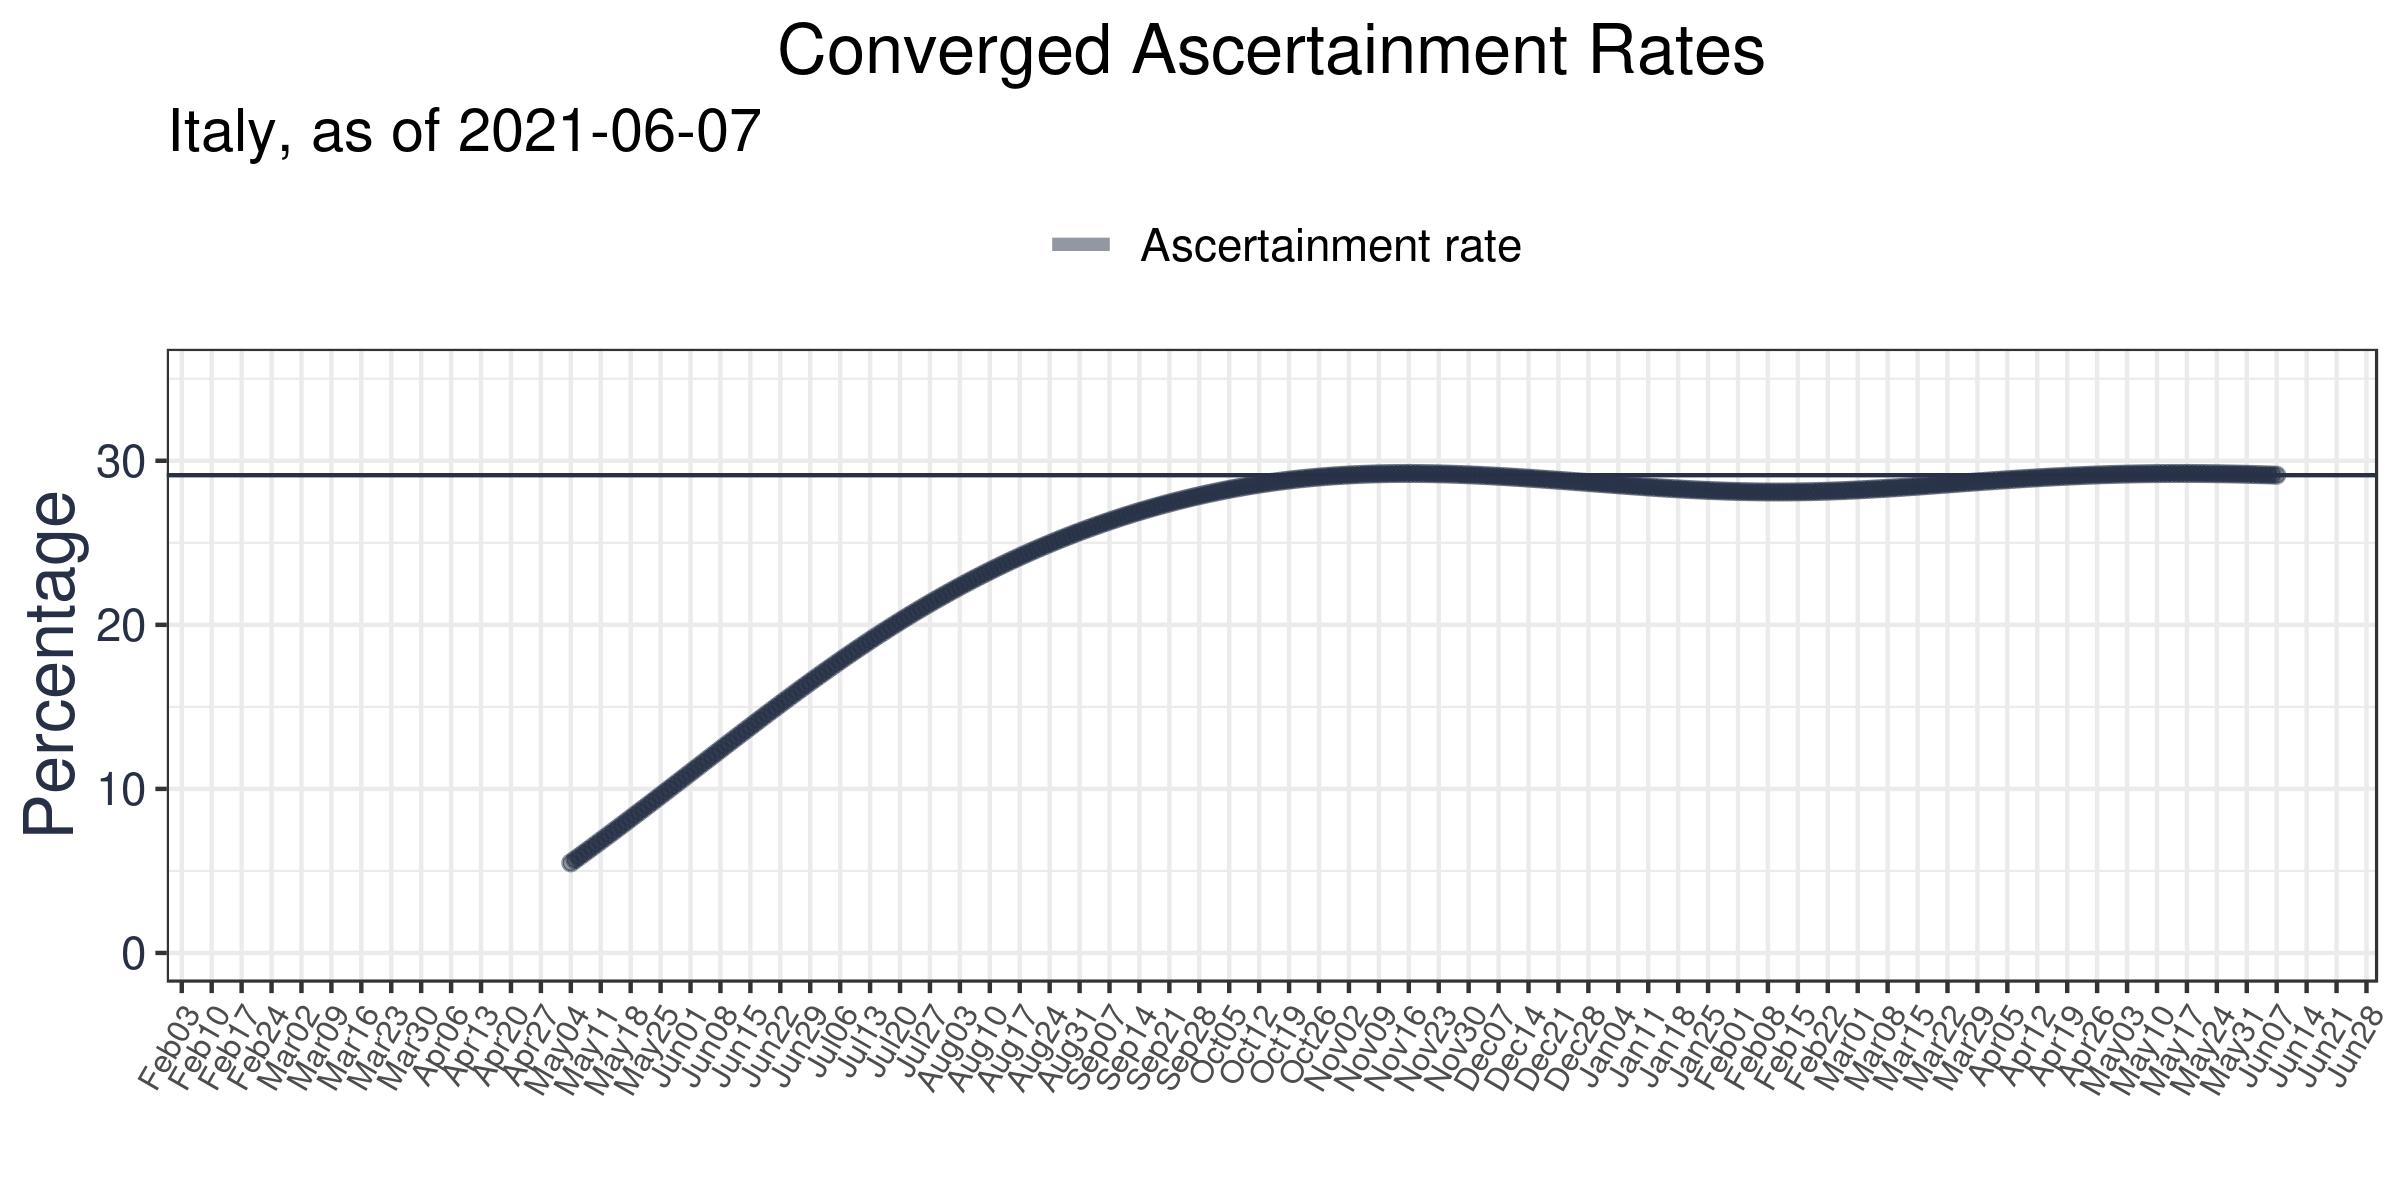 Converged Ascertainment Rates
Italy, as of 2021-06-07
Ascertainment rate
Percentage
30
20
10
0
Feb03
Feb10
Feb17
Feb24
Mar02
Mar09
Mar16
Mar23
Mar30
Apr06
Apr13
Apr20
Apr27
May04
May11
May18
May25
Jun01
Jun08
Jun15
Jun22
Jun29
Jul06
Jul13
Jul20
Jul27
Aug03
Aug10
Aug17
Aug24
Aug31
Sep07
Sep14
Sep21
Sep28
Oct05
Oct12
Oct19
Oct26
Nov02
Nov09
Nov16
Nov23
Nov30
Dec07
Dec14
Dec21
Dec28
Dec04
Jan11
Jan18
Jan25
Feb01
Feb08
Feb15
Feb22
Mar01
Mar08
Mar15
Mar22
Mar29
Apr05
Apr12
Apr19
Apr26
May03
May10
May17
May24
May31
May07
Jun14
Jun21
Jun28